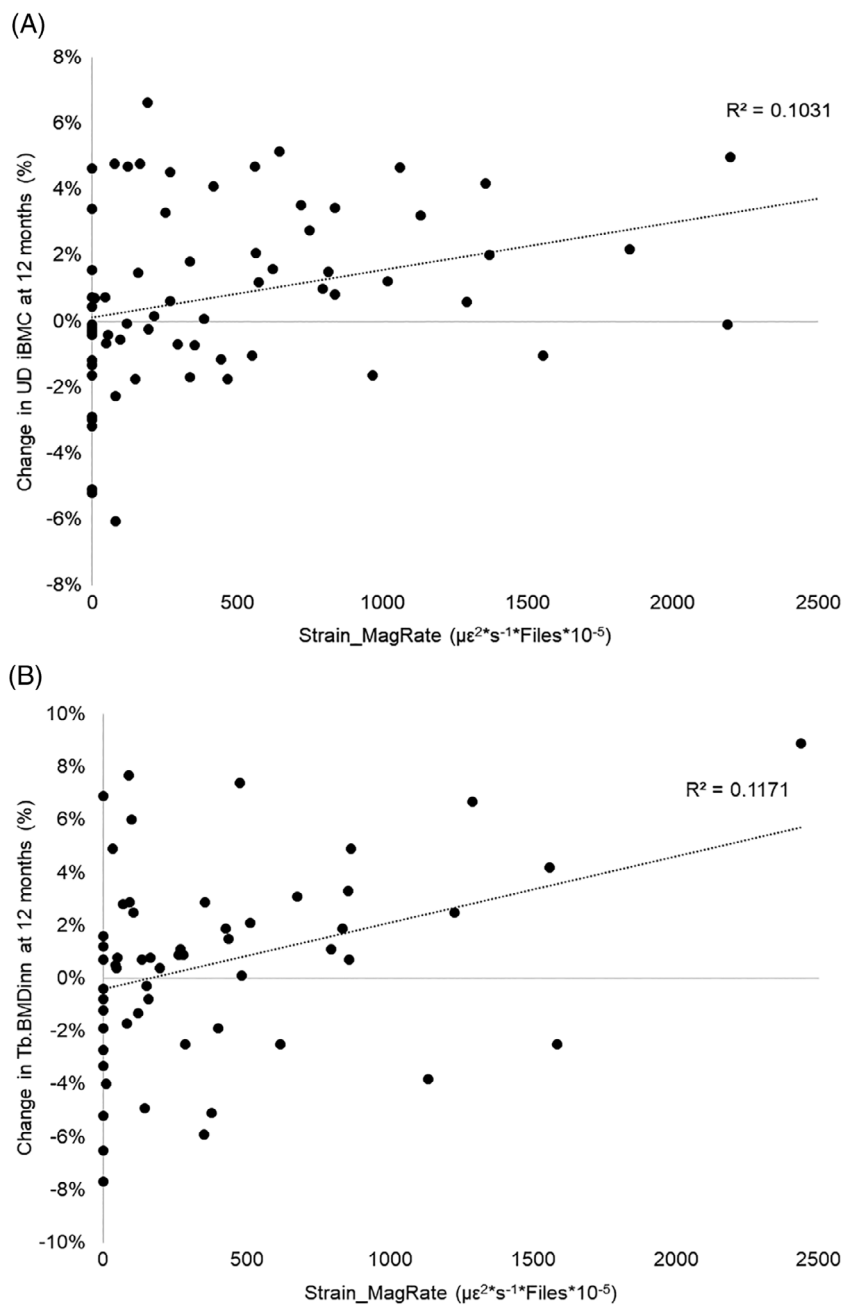 (A)
8%
R² = 0.1031
6%
4%
2%
0%
-2%
-4%
-6%
-8%
Change in UD iBMC at 12 months (%)
0 500 1000 1500 2000 2500
Strain_MagRate (µε²*s⁻¹*Files*10⁻⁵)
(B)
10%
8%
R² = 0.1171
6%
4%
2%
0%
-2%
-4%
-6%
-8%
-10%
Change in Tb.BMDinn at 12 months (%)
0 500 1000 1500 2000 2500
Strain_MagRate (µε²*s⁻¹*Files*10⁻⁵)